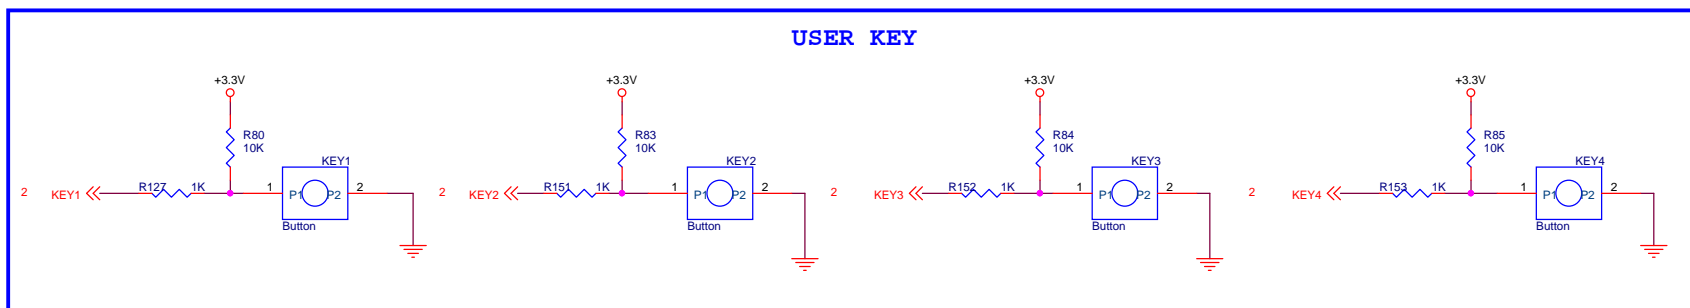 USER KEY
+3.3V
+3.3V
+3.3V
+3.3V
R80
10K
R83
10K
R84
10K
R85
10K
KEY1
KEY2
KEY3
KEY4
2 KEY1 R127 1K 1 P1 P2 2
2 KEY2 R151 1K 1 P1 P2 2
2 KEY3 R152 1K 1 P1 P2 2
2 KEY4 R153 1K 1 P1 P2 2
Button
Button
Button
Button